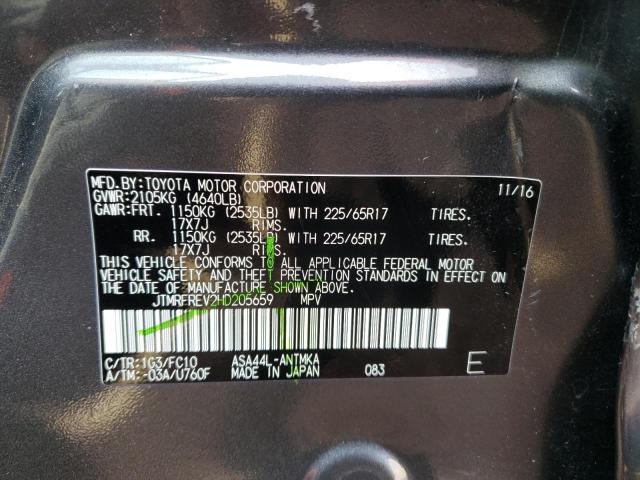 MFD.BY:TOYOTA MOTOR CORPORATION 11/16
GVWR:2105KG (4640LB)
GAWR:FRT. 1150KG (2535LB) WITH 225/65R17 TIRES.
17X7J RIMS.
RR. 1150KG (2535LB) WITH 225/65R17 TIRES.
17X7J RIMS.
THIS VEHICLE CONFORMS TO ALL APPLICABLE FEDERAL MOTOR
VEHICLE SAFETY AND THEFT PREVENTION STANDARDS IN EFFECT ON
THE DATE OF MANUFACTURE SHOWN ABOVE.
JTMRFREV2HD205659 MPV
C/TR:1G3/FC10 ASA44L-ANTMKA
A/TM:-03A/U760F MADE IN JAPAN 083 E